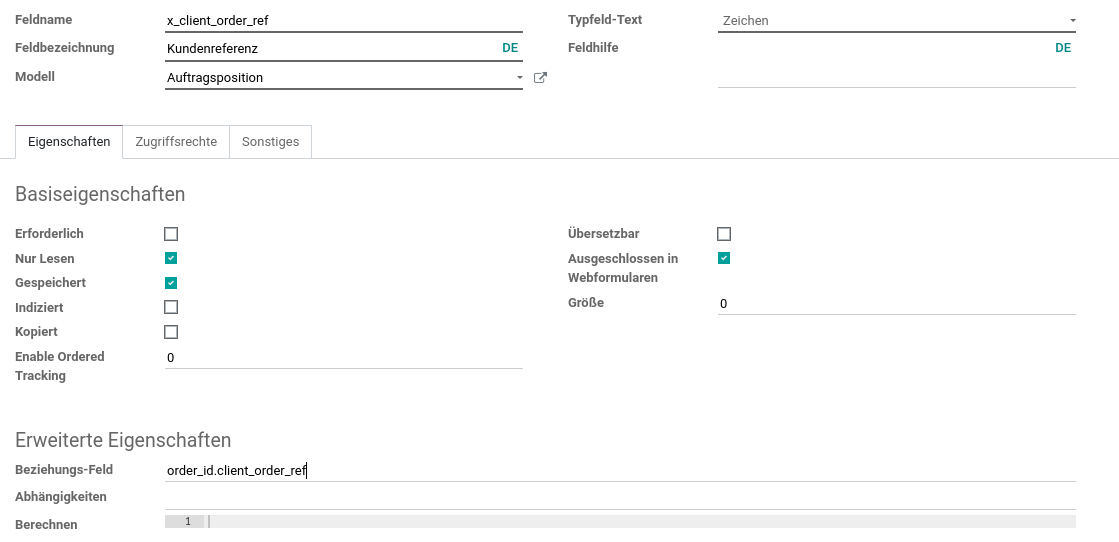 Feldname x_client_order_ref Typfeld-Text Zeichen
Feldbezeichnung Kundenreferenz DE Feldhilfe DE
Modell Auftragsposition
Eigenschaften Zugriffsrechte Sonstiges
Basiseigenschaften
Erforderlich Übersetzbar
Nur Lesen Ausgeschlossen in
Webformularen
Gespeichert
Indiziert Größe 0
Kopiert
Enable Ordered 0
Tracking
Erweiterte Eigenschaften
Beziehungs-Feld order_id.client_order_ref
Abhängigkeiten
Berechnen 1